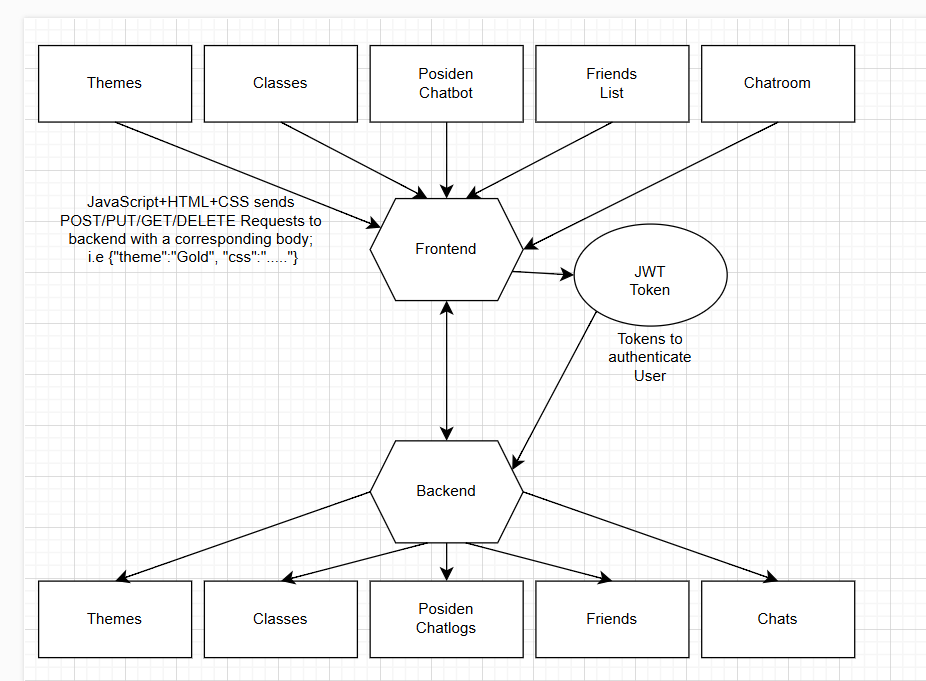 Themes
Classes
Posiden
Chatbot
Friends
List
Chatroom
JavaScript+HTML+CSS sends
POST/PUT/GET/DELETE Requests to
backend with a corresponding body;
i.e {"theme":"Gold", "css":"....."}
Frontend
JWT
Token
Tokens to
authenticate
User
Backend
Themes
Classes
Posiden
Chatlogs
Friends
Chats